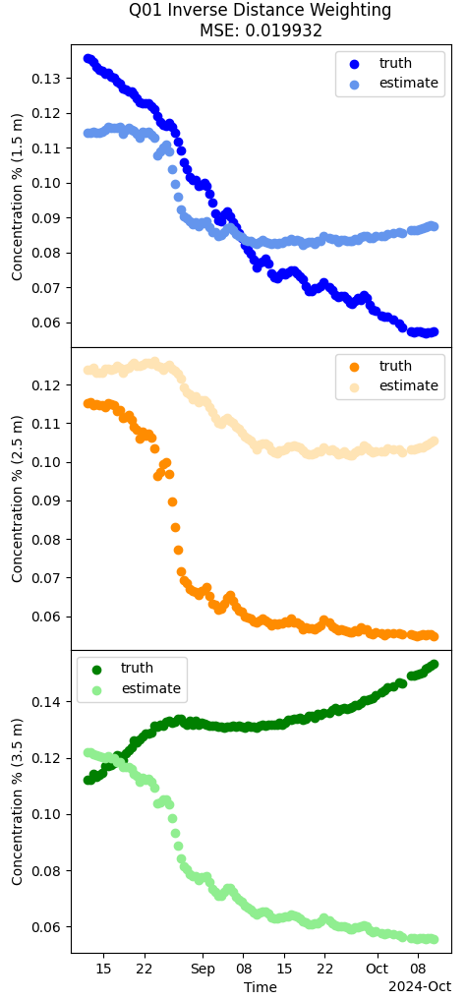 Q01 Inverse Distance Weighting
MSE: 0.019932
truth
estimate
0.13
0.12
0.11
0.10
0.09
0.08
0.07
0.06
Concentration % (1.5 m)
truth
estimate
0.12
0.11
0.10
0.09
0.08
0.07
0.06
Concentration % (2.5 m)
truth
estimate
0.14
0.12
0.10
0.08
0.06
Concentration % (3.5 m)
15 22 Sep 08 15 22 Oct 08
Time
2024-Oct